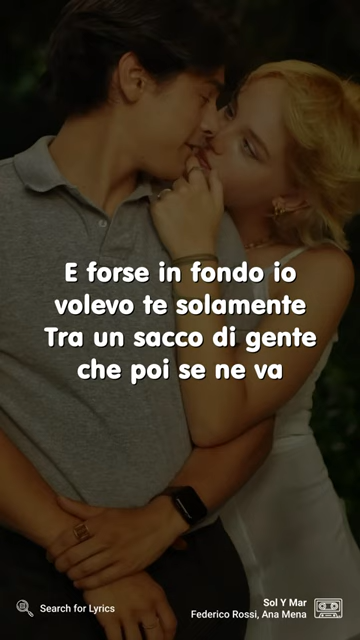 E forse in fondo io
volevo te solamente
Tra un sacco di gente
che poi se ne va
Search for Lyrics
Sol Y Mar
Federico Rossi, Ana Mena